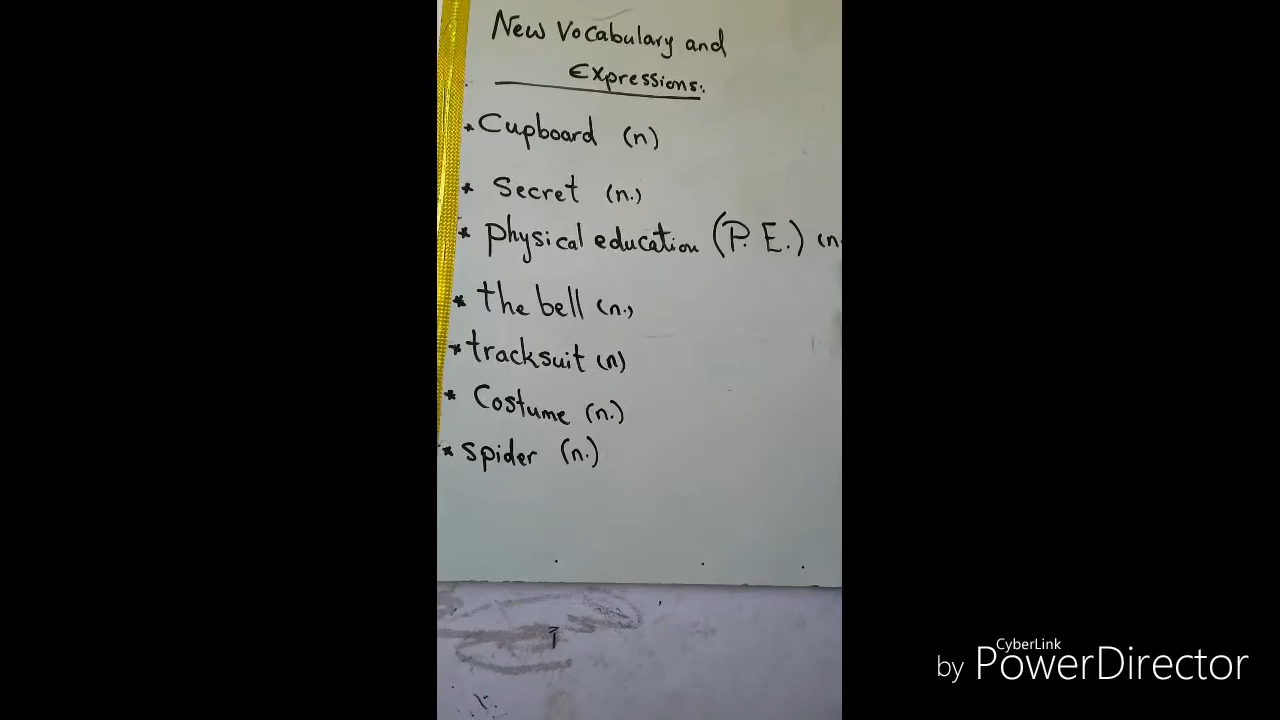 New Vocabulary and
Expressions:
* Cupboard (n)
* Secret (n.)
* Physical education (P. E.) (n.
* the bell (n.)
* tracksuit (n)
* Costume (n.)
* spider (n.)
CyberLink
by PowerDirector